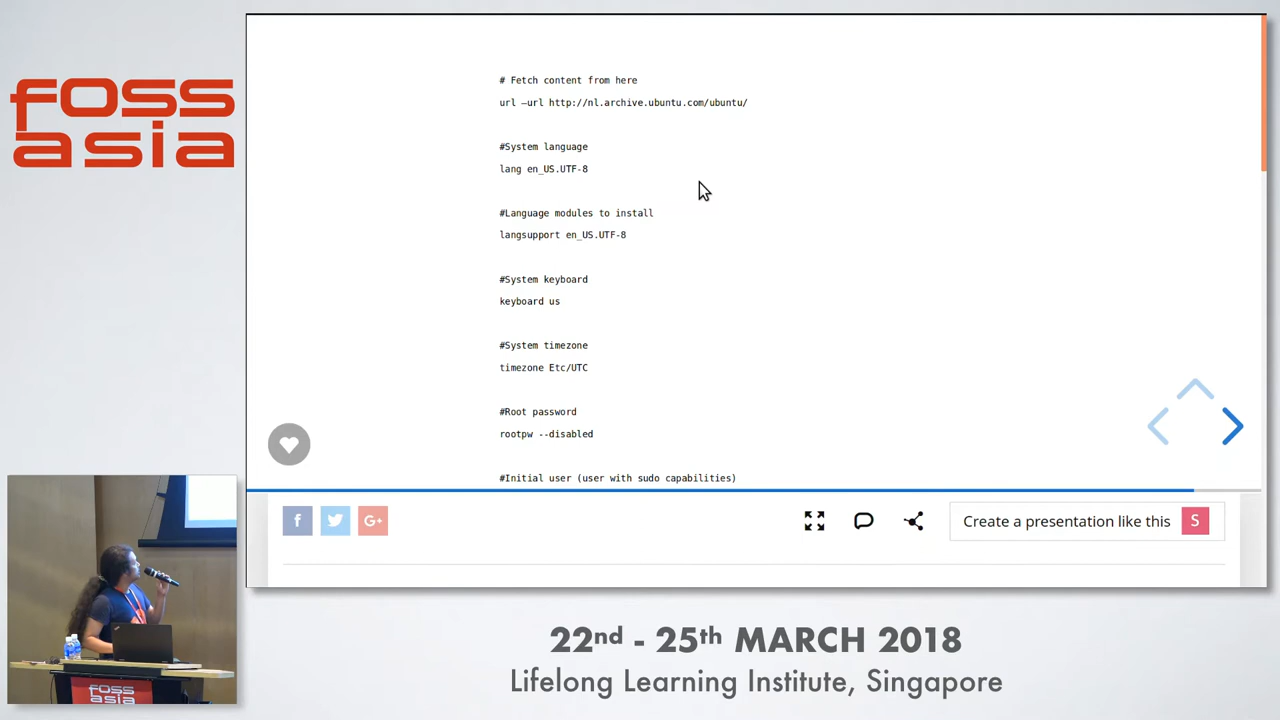 FOSS
asia
# Fetch content from here
url –url http://nl.archive.ubuntu.com/ubuntu/
#System language
lang en_US.UTF-8
#Language modules to install
langsupport en_US.UTF-8
#System keyboard
keyboard us
#System timezone
timezone Etc/UTC
#Root password
rootpw --disabled
#Initial user (user with sudo capabilities)
f
G+
Create a presentation like this
S
FOSS
asia
22nd - 25th MARCH 2018
Lifelong Learning Institute, Singapore